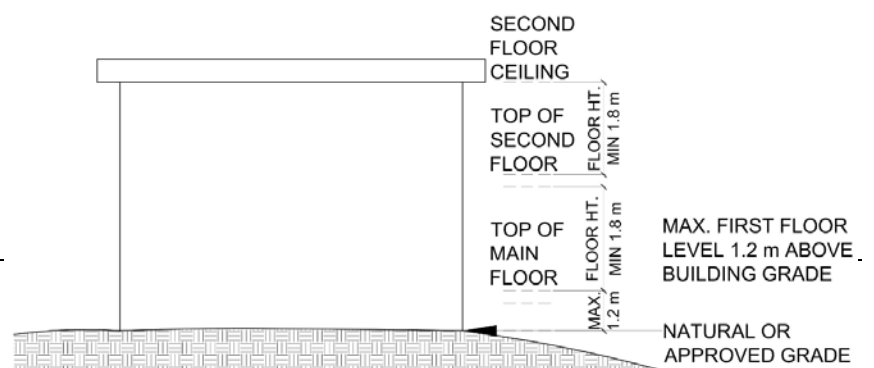 SECOND
FLOOR
CEILING
FLOOR HT.
MIN 1.8 m
TOP OF
SECOND
FLOOR
FLOOR HT.
MIN 1.8 m
TOP OF
MAIN
FLOOR
MAX. FIRST FLOOR
LEVEL 1.2 m ABOVE
BUILDING GRADE
MAX.
1.2 m
NATURAL OR
APPROVED GRADE